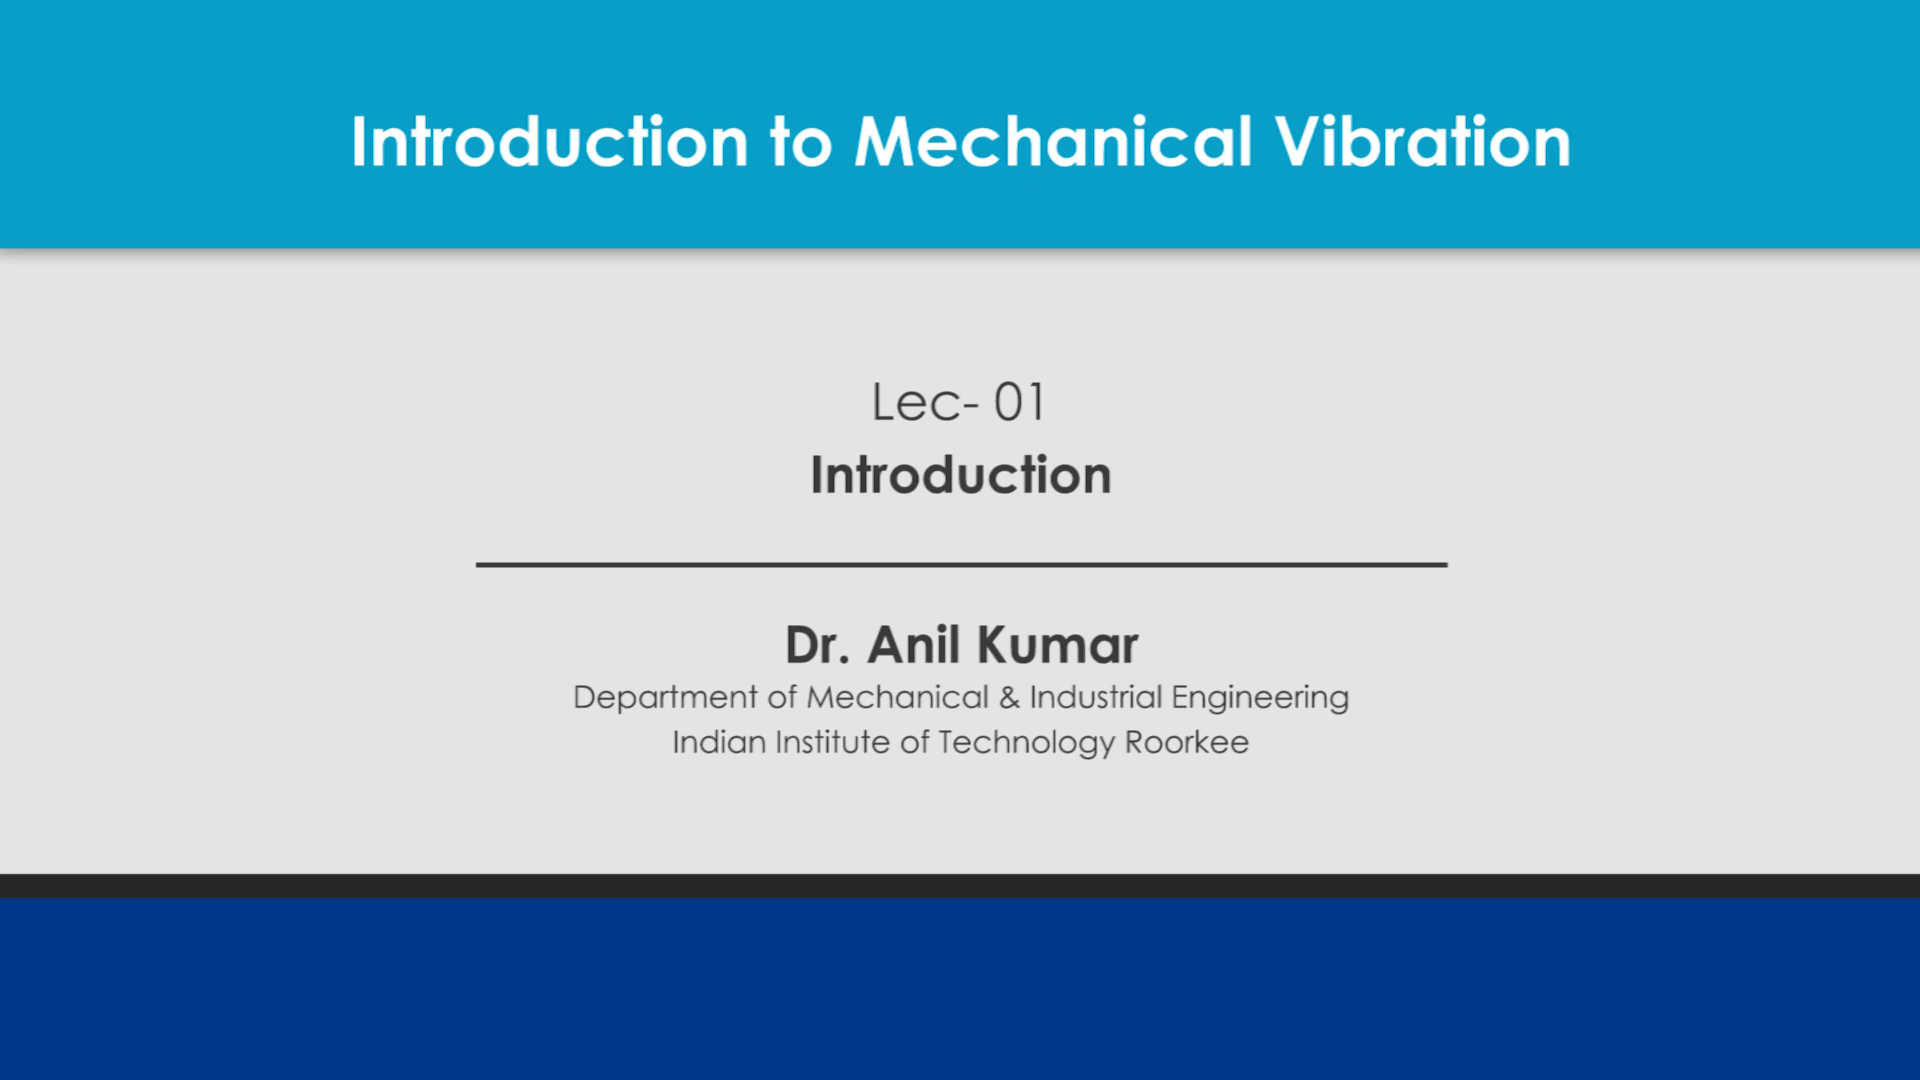 Introduction to Mechanical Vibration
Lec- 01
Introduction
Dr. Anil Kumar
Department of Mechanical & Industrial Engineering
Indian Institute of Technology Roorkee